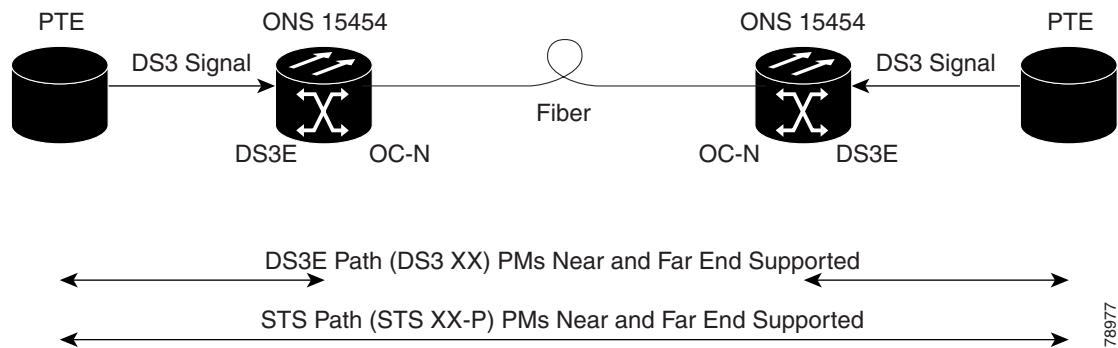 PTE
ONS 15454
ONS 15454
PTE
DS3 Signal
DS3 Signal
Fiber
DS3E
OC-N
OC-N
DS3E
DS3E Path (DS3 XX) PMs Near and Far End Supported
STS Path (STS XX-P) PMs Near and Far End Supported
78977